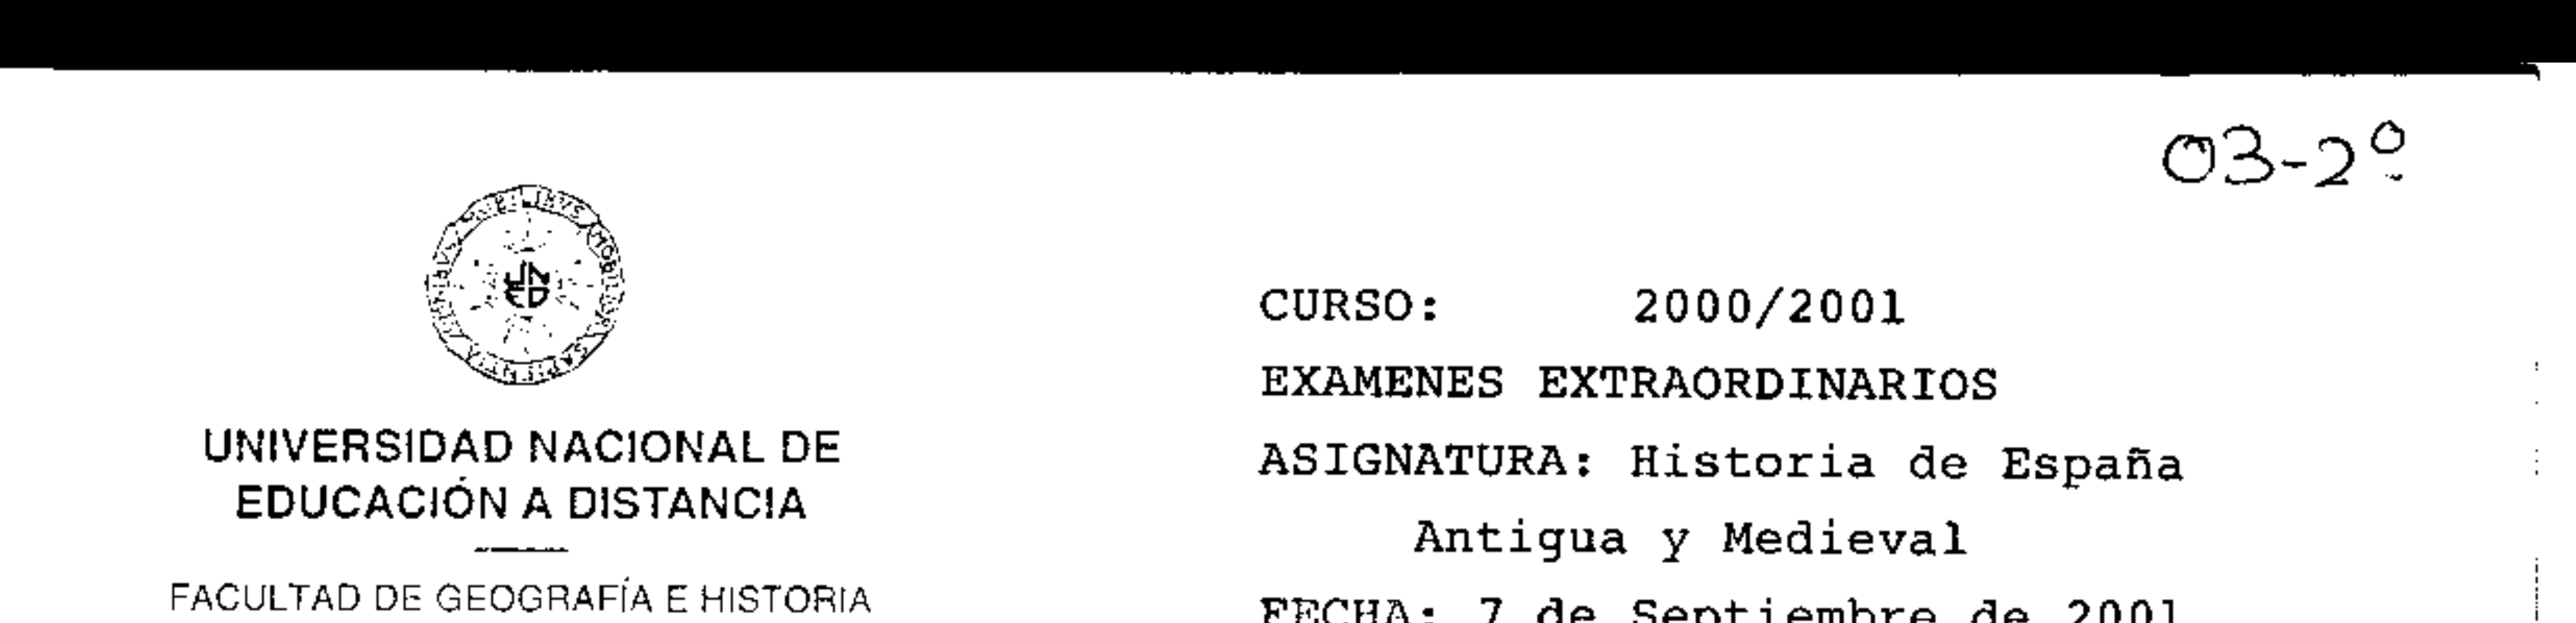 03-2º
UNIVERSIDAD NACIONAL DE
EDUCACIÓN A DISTANCIA
FACULTAD DE GEOGRAFÍA E HISTORIA
CURSO: 2000/2001
EXAMENES EXTRAORDINARIOS
ASIGNATURA: Historia de España
Antigua y Medieval
FECHA: 7 de Septiembre de 2001